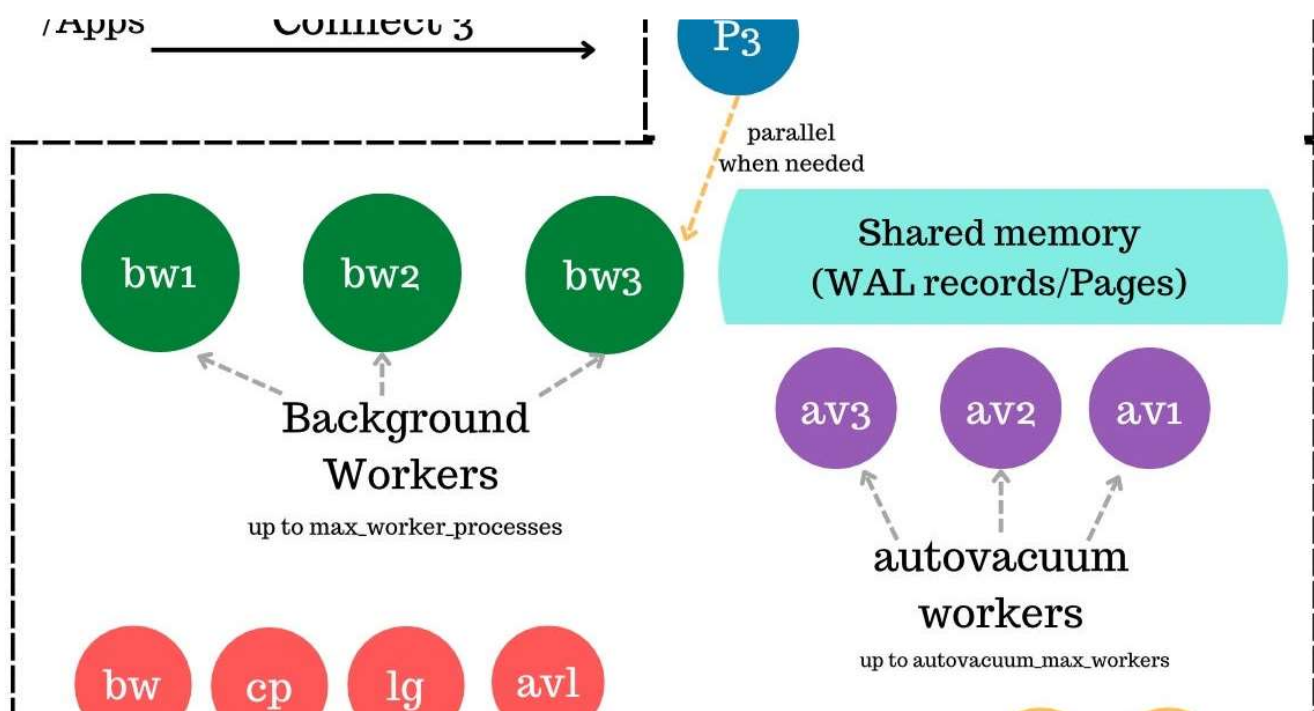 /Apps
Connect 3
P3
parallel
when needed
bw1
bw2
bw3
Shared memory
(WAL records/Pages)
av3
av2
av1
Background
Workers
up to max_worker_processes
autovacuum
workers
up to autovacuum_max_workers
bw
cp
lg
avl